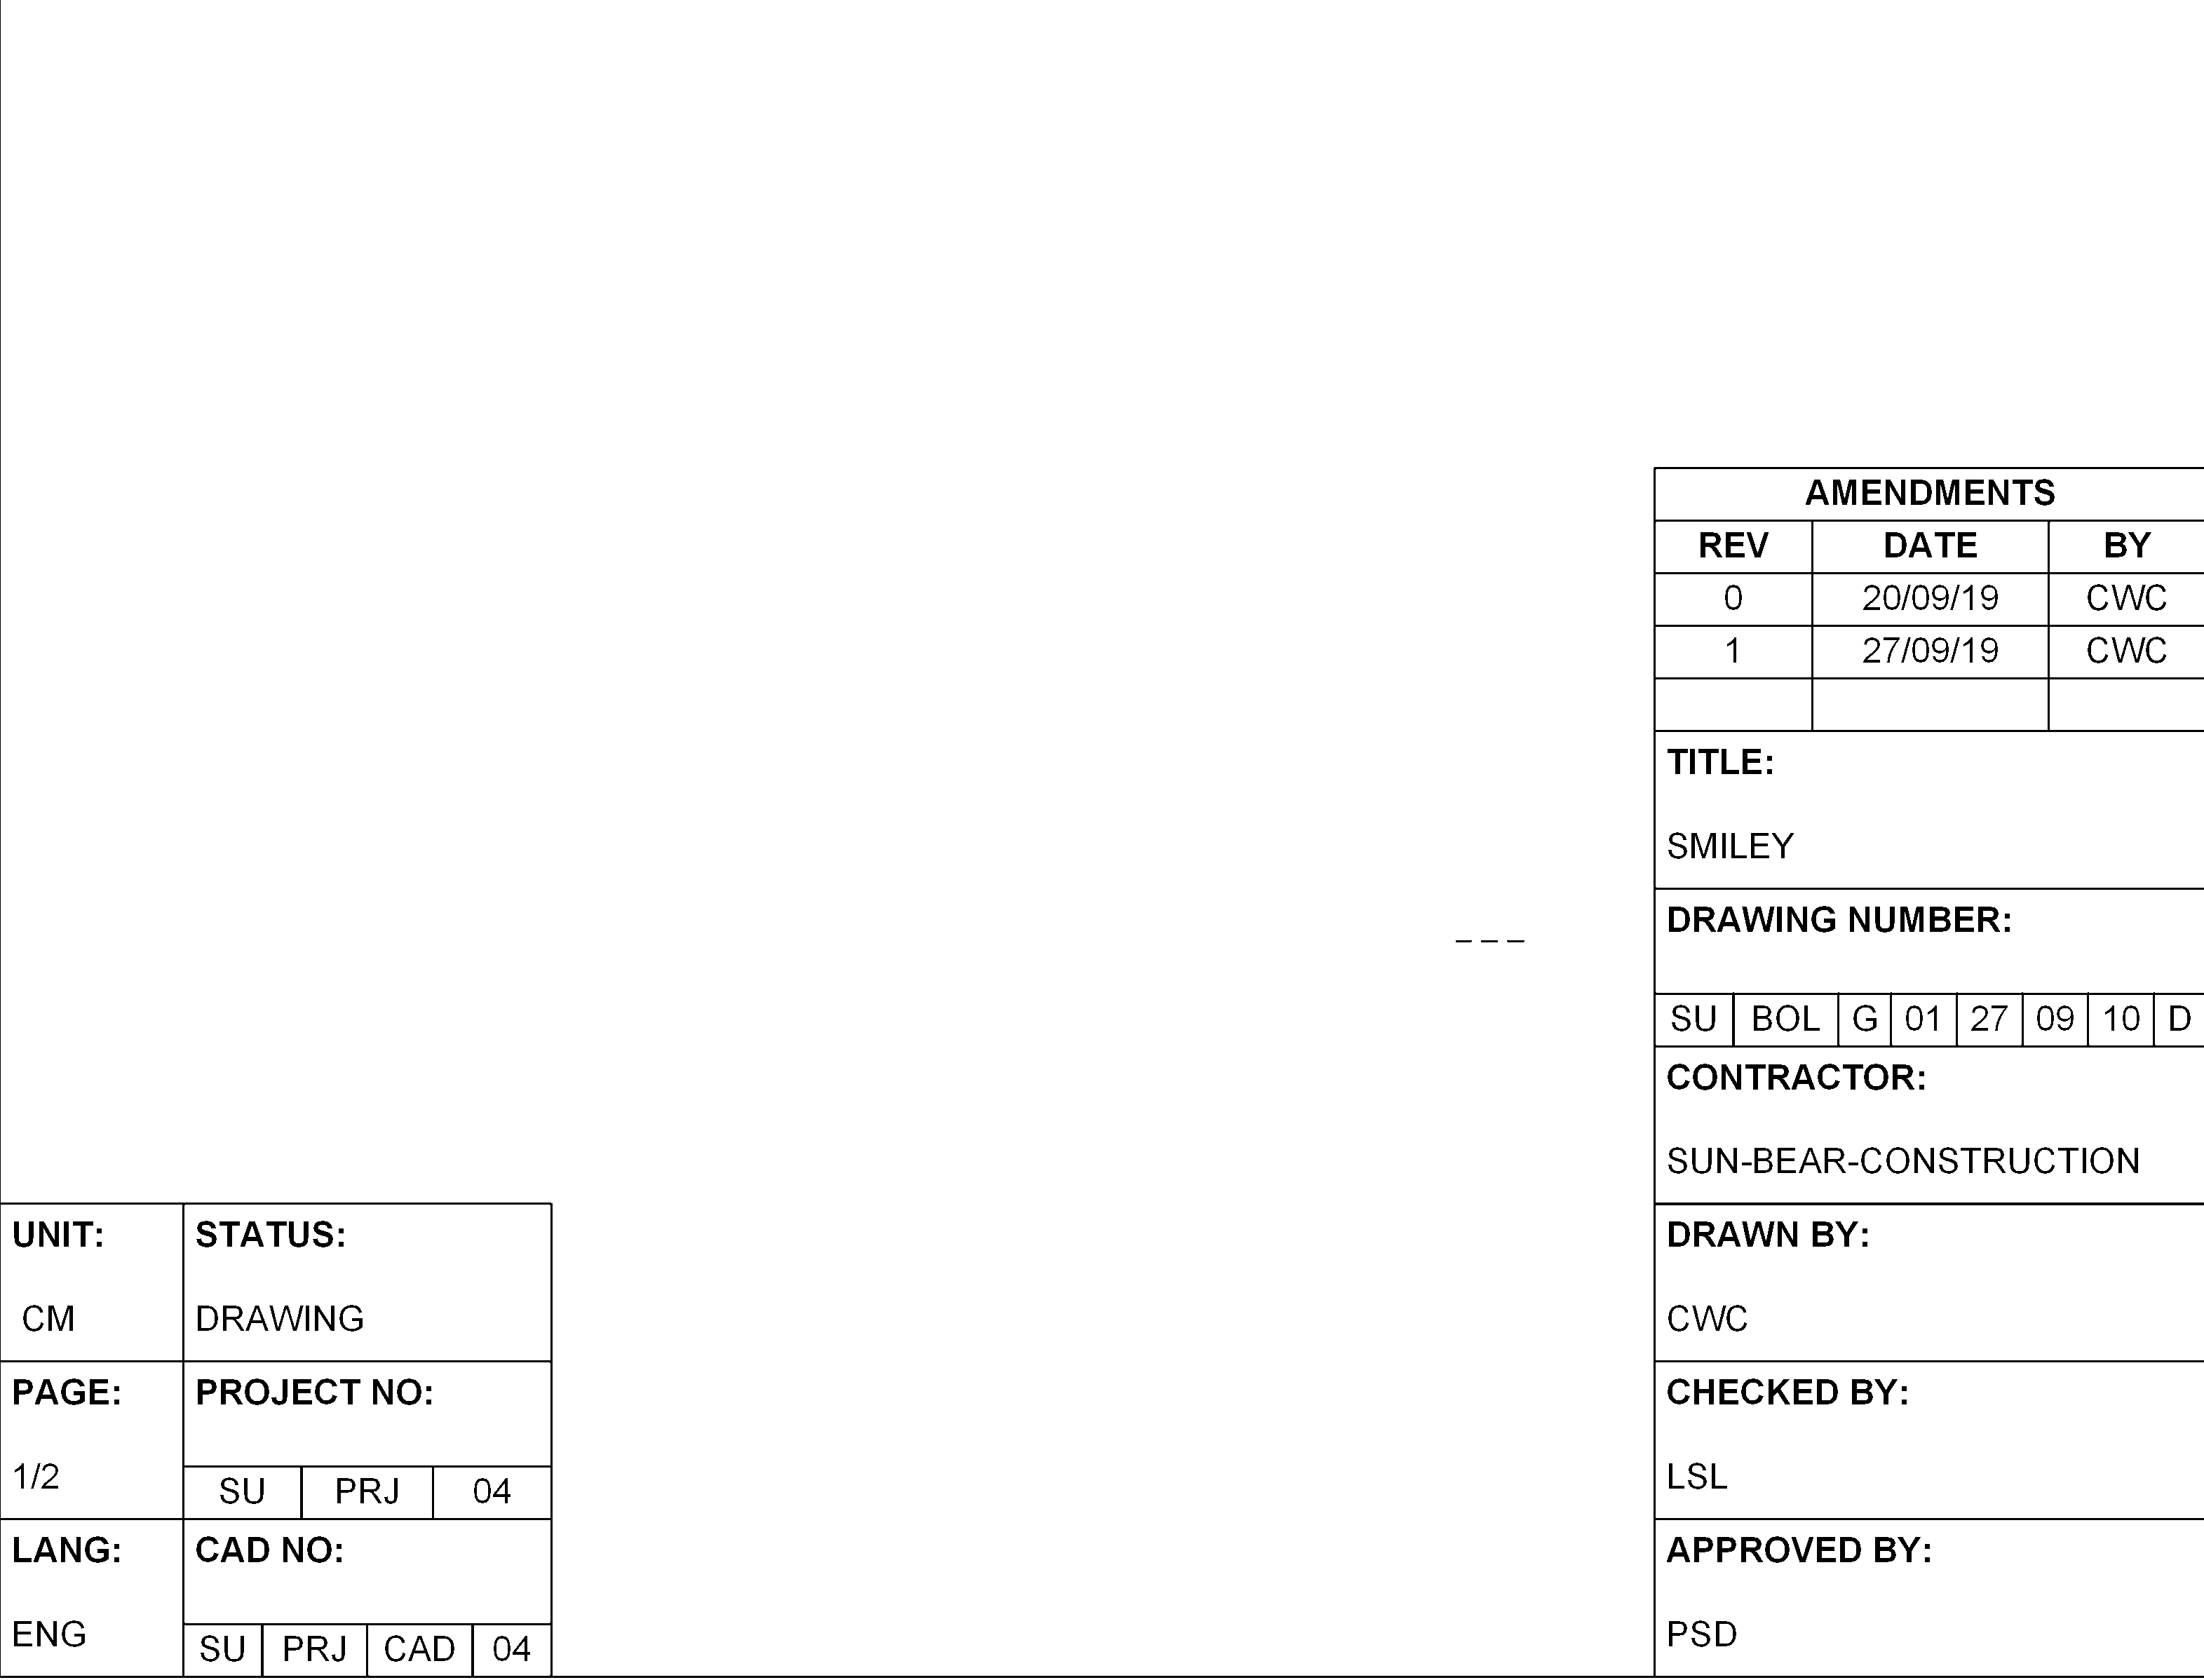 AMENDMENTS
REV DATE BY
0 20/09/19 CWC
1 27/09/19 CWC
TITLE:
SMILEY
DRAWING NUMBER:
SU BOL G 01 27 09 10 D
CONTRACTOR:
SUN-BEAR-CONSTRUCTION
DRAWN BY:
CWC
CHECKED BY:
LSL
APPROVED BY:
PSD
UNIT:
CM
STATUS:
DRAWING
PAGE:
1/2
PROJECT NO:
SU PRJ 04
LANG:
ENG
CAD NO:
SU PRJ CAD 04